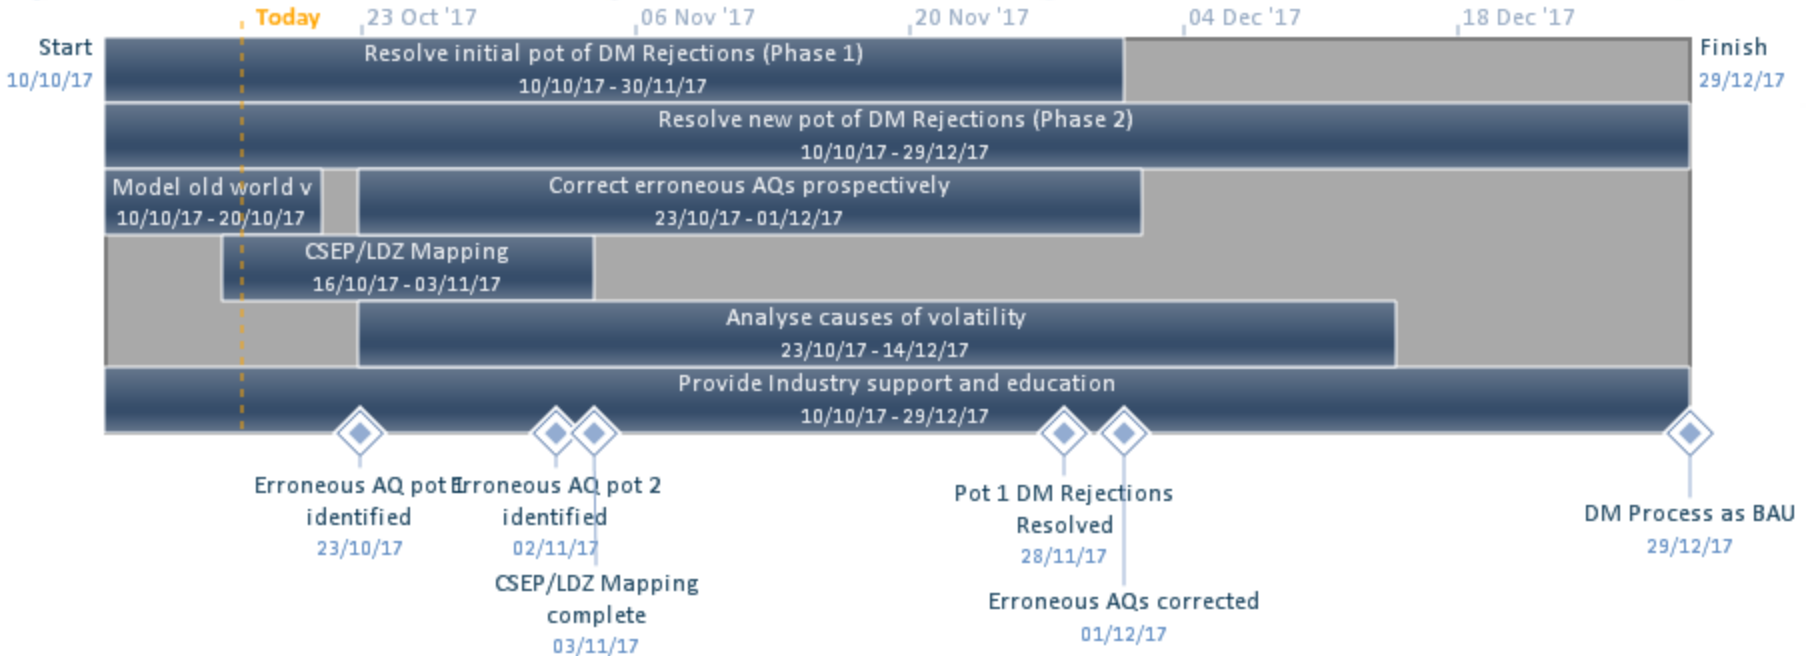 Today
23 Oct '17
06 Nov '17
20 Nov '17
04 Dec '17
18 Dec '17
Start
10/10/17
Finish
29/12/17
Resolve initial pot of DM Rejections (Phase 1)
10/10/17 - 30/11/17
Resolve new pot of DM Rejections (Phase 2)
10/10/17 - 29/12/17
Model old world v
10/10/17 - 20/10/17
Correct erroneous AQs prospectively
23/10/17 - 01/12/17
CSEP/LDZ Mapping
16/10/17 - 03/11/17
Analyse causes of volatility
23/10/17 - 14/12/17
Provide Industry support and education
10/10/17 - 29/12/17
Erroneous AQ pot 1
identified
23/10/17
Erroneous AQ pot 2
identified
02/11/17
CSEP/LDZ Mapping
complete
03/11/17
Pot 1 DM Rejections
Resolved
28/11/17
Erroneous AQs corrected
01/12/17
DM Process as BAU
29/12/17